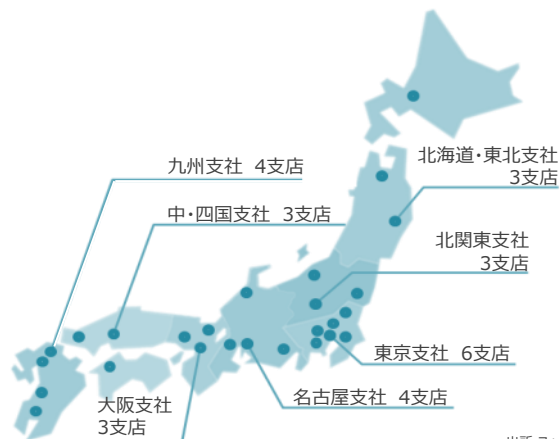 九州支社 4支店
中・四国支社 3支店
北海道・東北支社
3支店
北関東支社
3支店
東京支社 6支店
名古屋支社 4支店
大阪支社
3支店